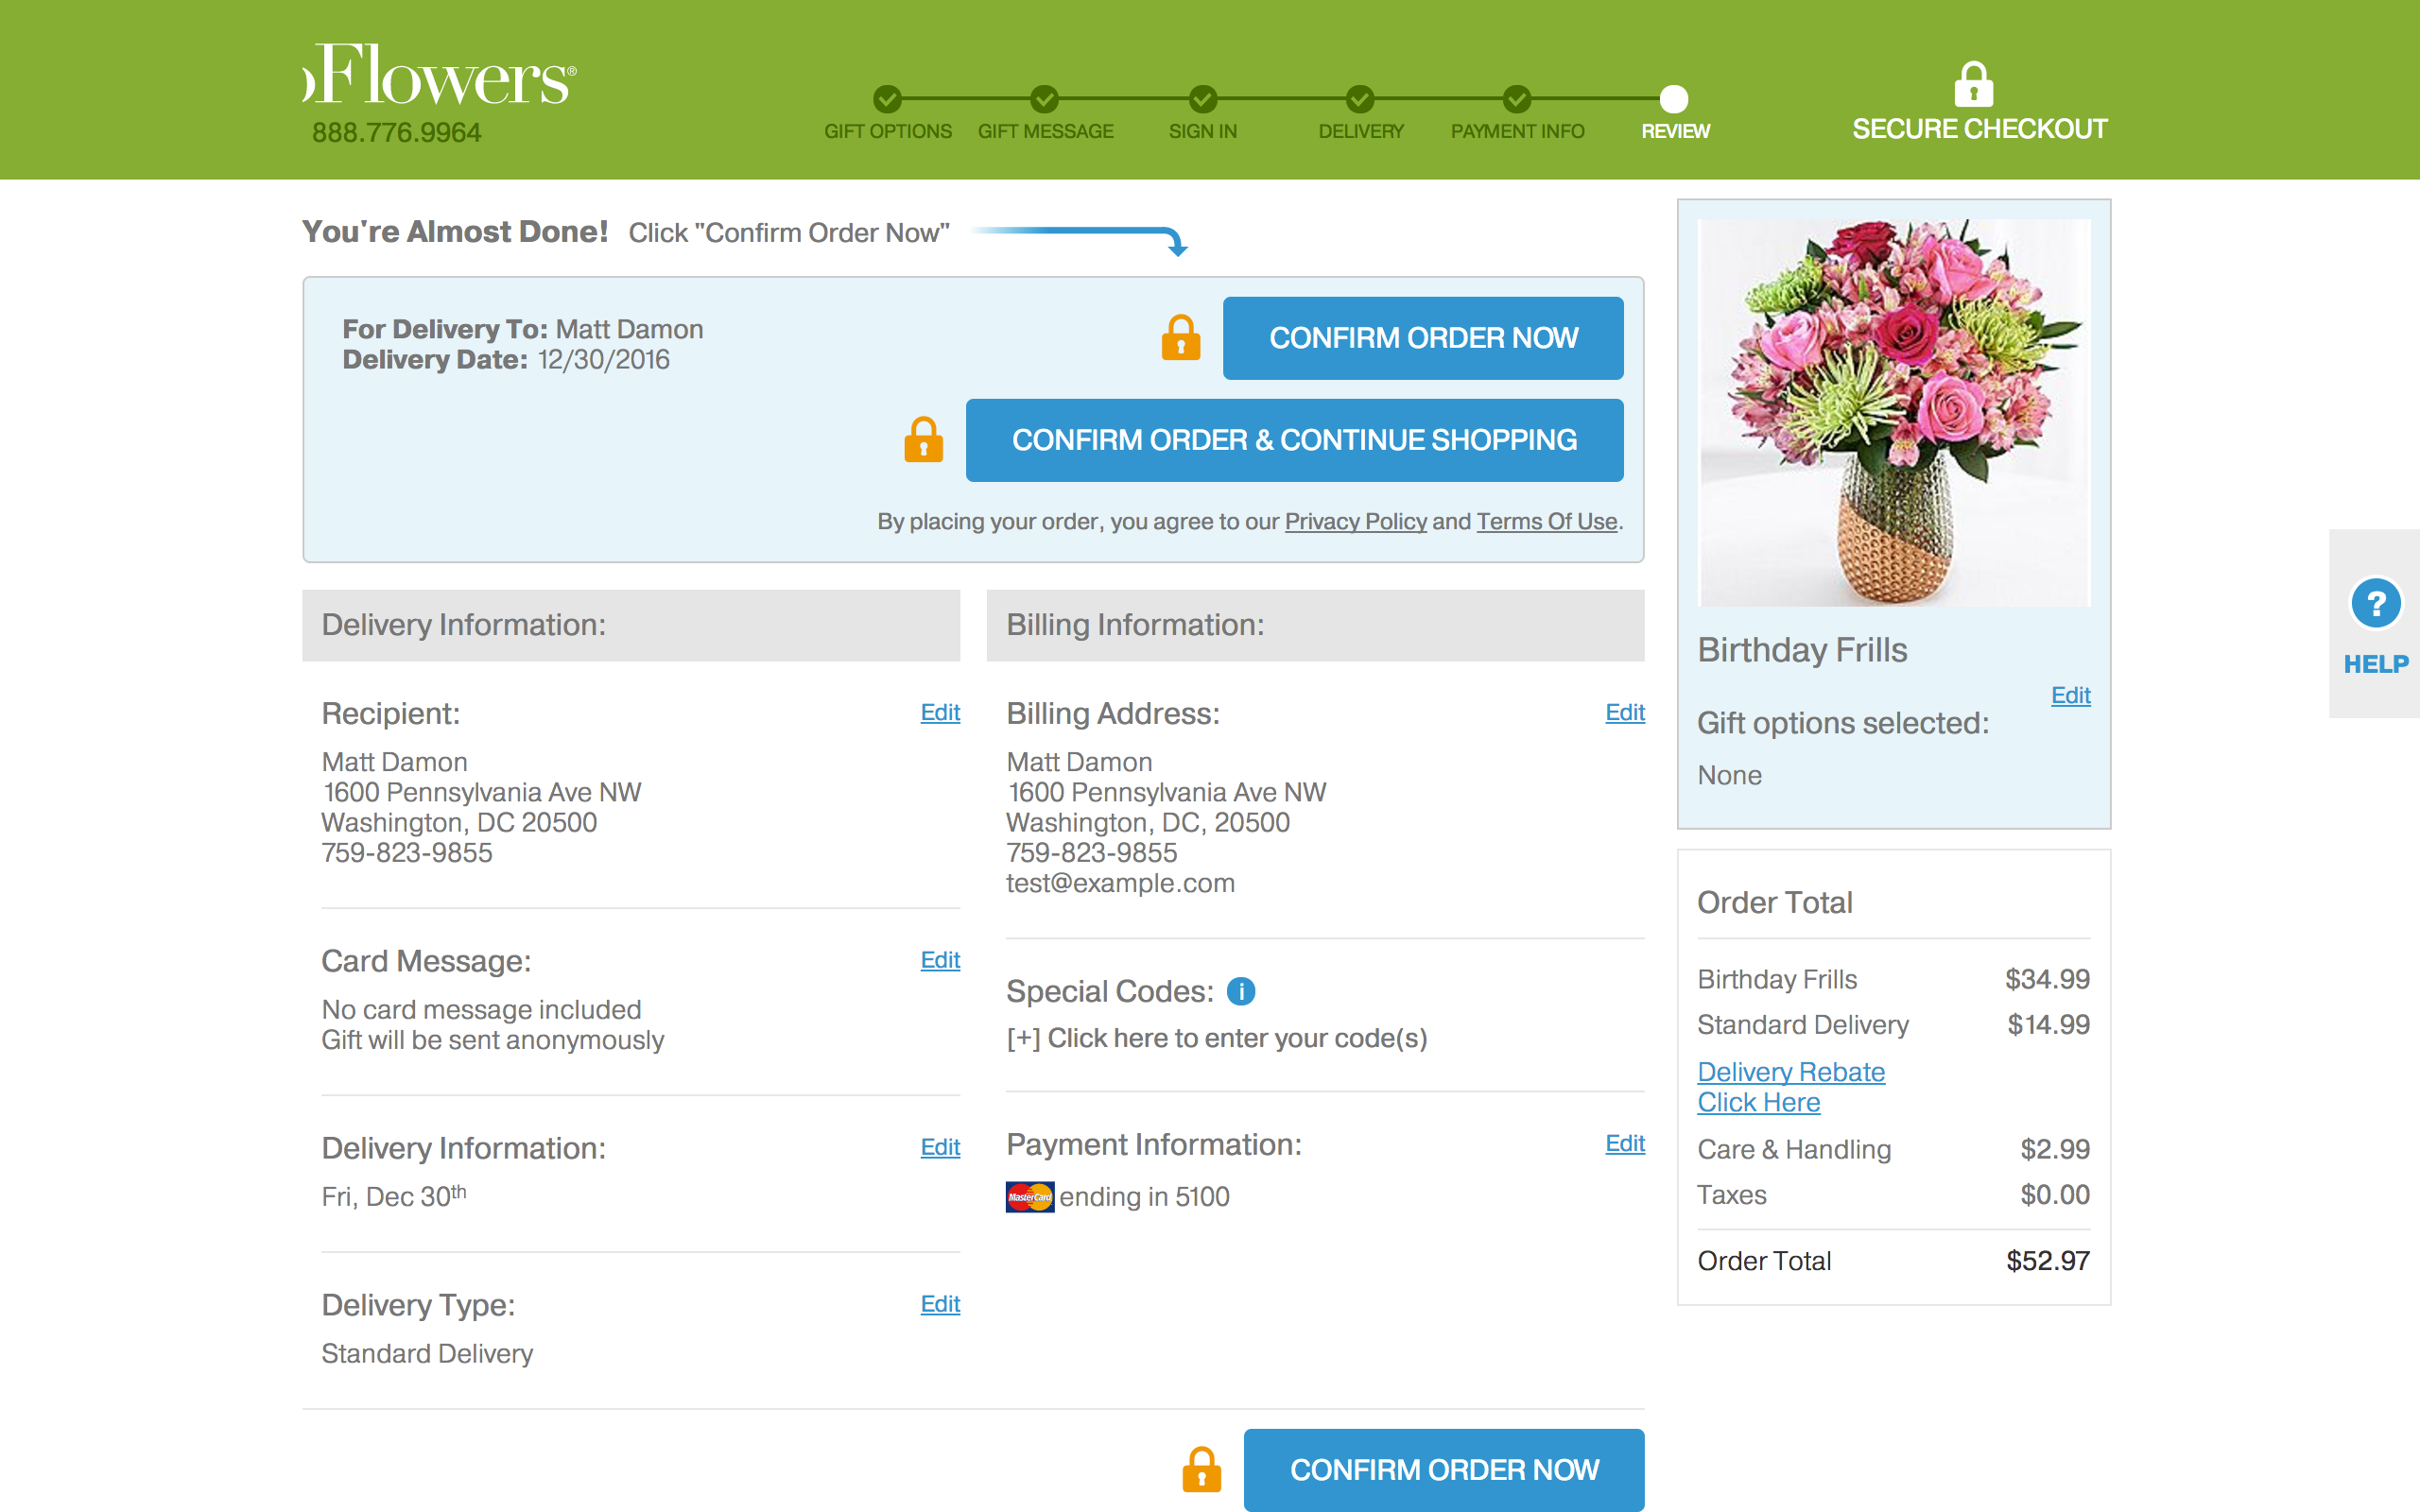 Flowers®
888.776.9964
GIFT OPTIONS
GIFT MESSAGE
SIGN IN
DELIVERY
PAYMENT INFO
REVIEW
SECURE CHECKOUT
You're Almost Done! Click "Confirm Order Now"
For Delivery To: Matt Damon
Delivery Date: 12/30/2016
CONFIRM ORDER NOW
CONFIRM ORDER & CONTINUE SHOPPING
By placing your order, you agree to our Privacy Policy and Terms Of Use.
Delivery Information:
Recipient:
Edit
Matt Damon
1600 Pennsylvania Ave NW
Washington, DC 20500
759-823-9855
Card Message:
Edit
No card message included
Gift will be sent anonymously
Delivery Information:
Edit
Fri, Dec 30th
Delivery Type:
Edit
Standard Delivery
Billing Information:
Billing Address:
Edit
Matt Damon
1600 Pennsylvania Ave NW
Washington, DC, 20500
759-823-9855
test@example.com
Special Codes: i
[+] Click here to enter your code(s)
Payment Information:
Edit
MasterCard ending in 5100
CONFIRM ORDER NOW
Birthday Frills
Edit
Gift options selected:
None
Order Total
Birthday Frills $34.99
Standard Delivery $14.99
Delivery Rebate
Click Here
Care & Handling $2.99
Taxes $0.00
Order Total $52.97
?
HELP